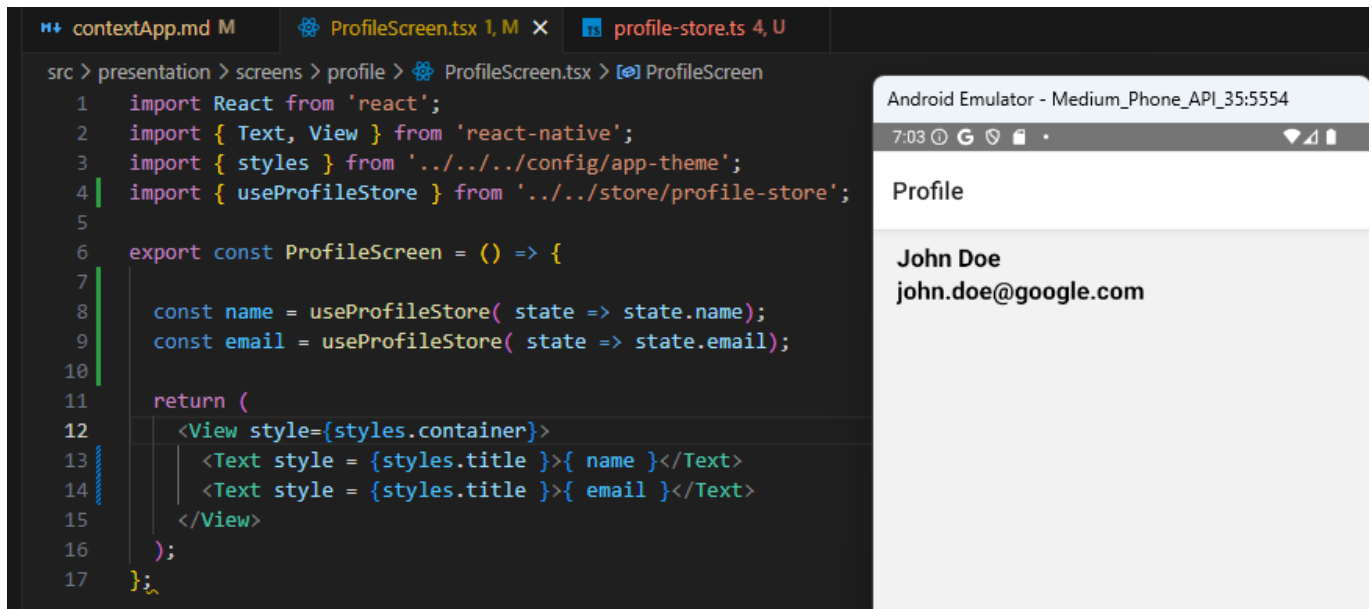 contextApp.md M
ProfileScreen.tsx 1, M
profile-store.ts 4, U
src > presentation > screens > profile > ProfileScreen.tsx > ProfileScreen
1 import React from 'react';
2 import { Text, View } from 'react-native';
3 import { styles } from '../../../config/app-theme';
4 import { useProfileStore } from '../../store/profile-store';
5
6 export const ProfileScreen = () => {
7
8 const name = useProfileStore( state => state.name);
9 const email = useProfileStore( state => state.email);
10
11 return (
12 <View style={styles.container}>
13 <Text style = {styles.title }>{ name }</Text>
14 <Text style = {styles.title }>{ email }</Text>
15 </View>
16 );
17 };
Android Emulator - Medium_Phone_API_35:5554
7:03 G
Profile
John Doe
john.doe@google.com